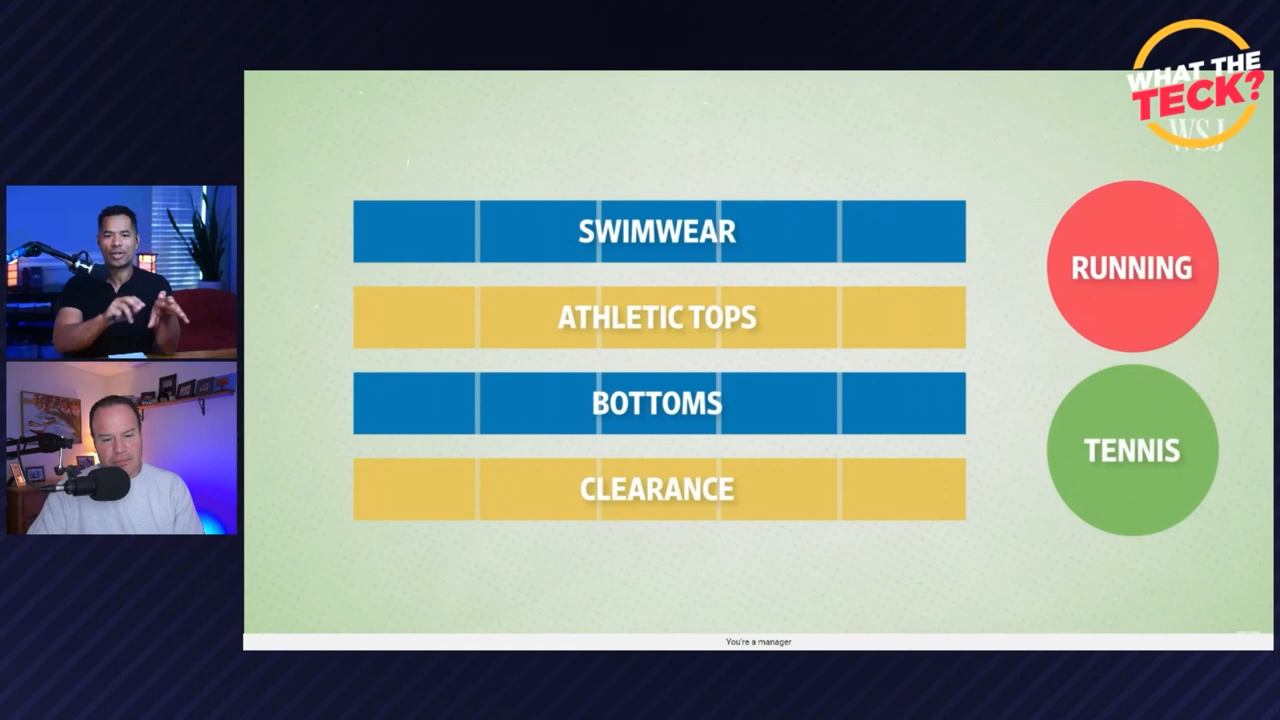 WHAT THE
TECK?
WSJ
SWIMWEAR
RUNNING
ATHLETIC TOPS
BOTTOMS
TENNIS
CLEARANCE
You're a manager